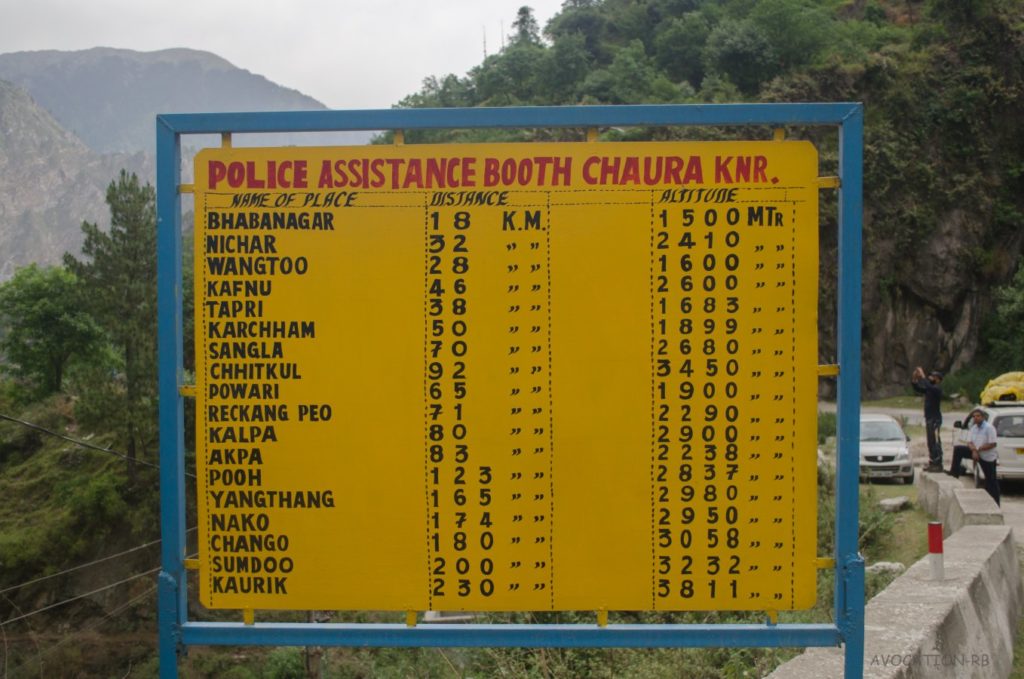 POLICE ASSISTANCE BOOTH CHAURA KNR.
NAME OF PLACE DISTANCE ALTITUDE
BHABANAGAR 18 K.M. 1500 MTR
NICHAR 32 " " 2410 " "
WANGTOO 28 " " 1600 " "
KAFNU 46 " " 2600 " "
TAPRI 38 " " 1683 " "
KARCHHAM 50 " " 1899 " "
SANGLA 70 " " 2680 " "
CHHITKUL 92 " " 3450 " "
POWARI 65 " " 1900 " "
RECKANG PEO 71 " " 2290 " "
KALPA 80 " " 2900 " "
AKPA 83 " " 2238 " "
POOH 123 " " 2837 " "
YANGTHANG 165 " " 2980 " "
NAKO 174 " " 2950 " "
CHANGO 180 " " 3058 " "
SUMDOO 200 " " 3232 " "
KAURIK 230 " " 3811 " "
AVOCATION-RB